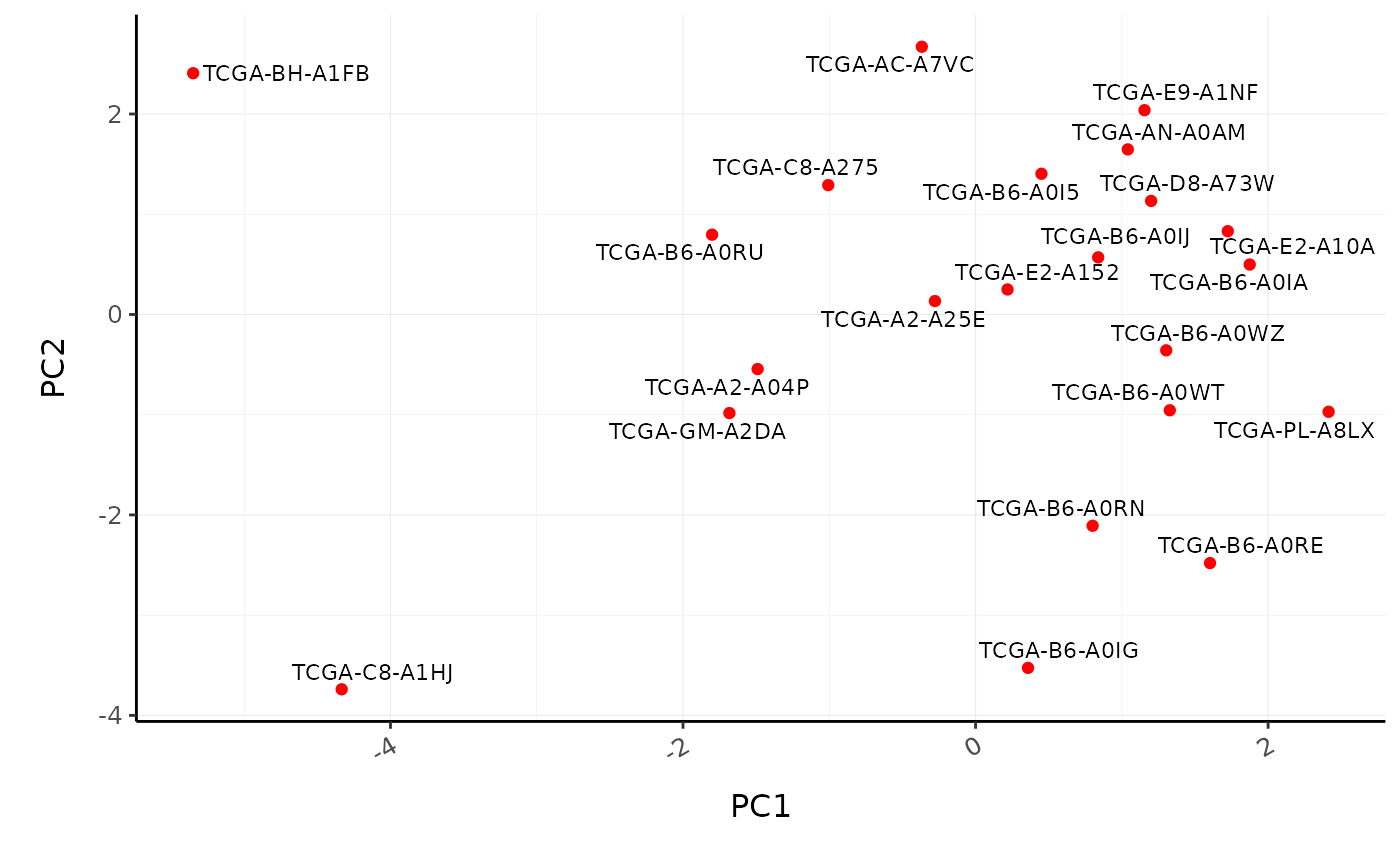 TCGA-AC-A7VC
TCGA-BH-A1FB
TCGA-E9-A1NF
2
TCGA-AN-A0AM
TCGA-C8-A275
TCGA-D8-A73W
TCGA-B6-A0I5
TCGA-B6-A0IJ
TCGA-E2-A10A
TCGA-B6-A0RU
TCGA-E2-A152
TCGA-B6-A0IA
0
TCGA-A2-A25E
TCGA-B6-A0WZ
PC2
TCGA-A2-A04P
TCGA-B6-A0WT
TCGA-GM-A2DA
TCGA-PL-A8LX
TCGA-B6-A0RN
-2
TCGA-B6-A0RE
TCGA-B6-A0IG
TCGA-C8-A1HJ
-4
-4
-2
0
2
PC1